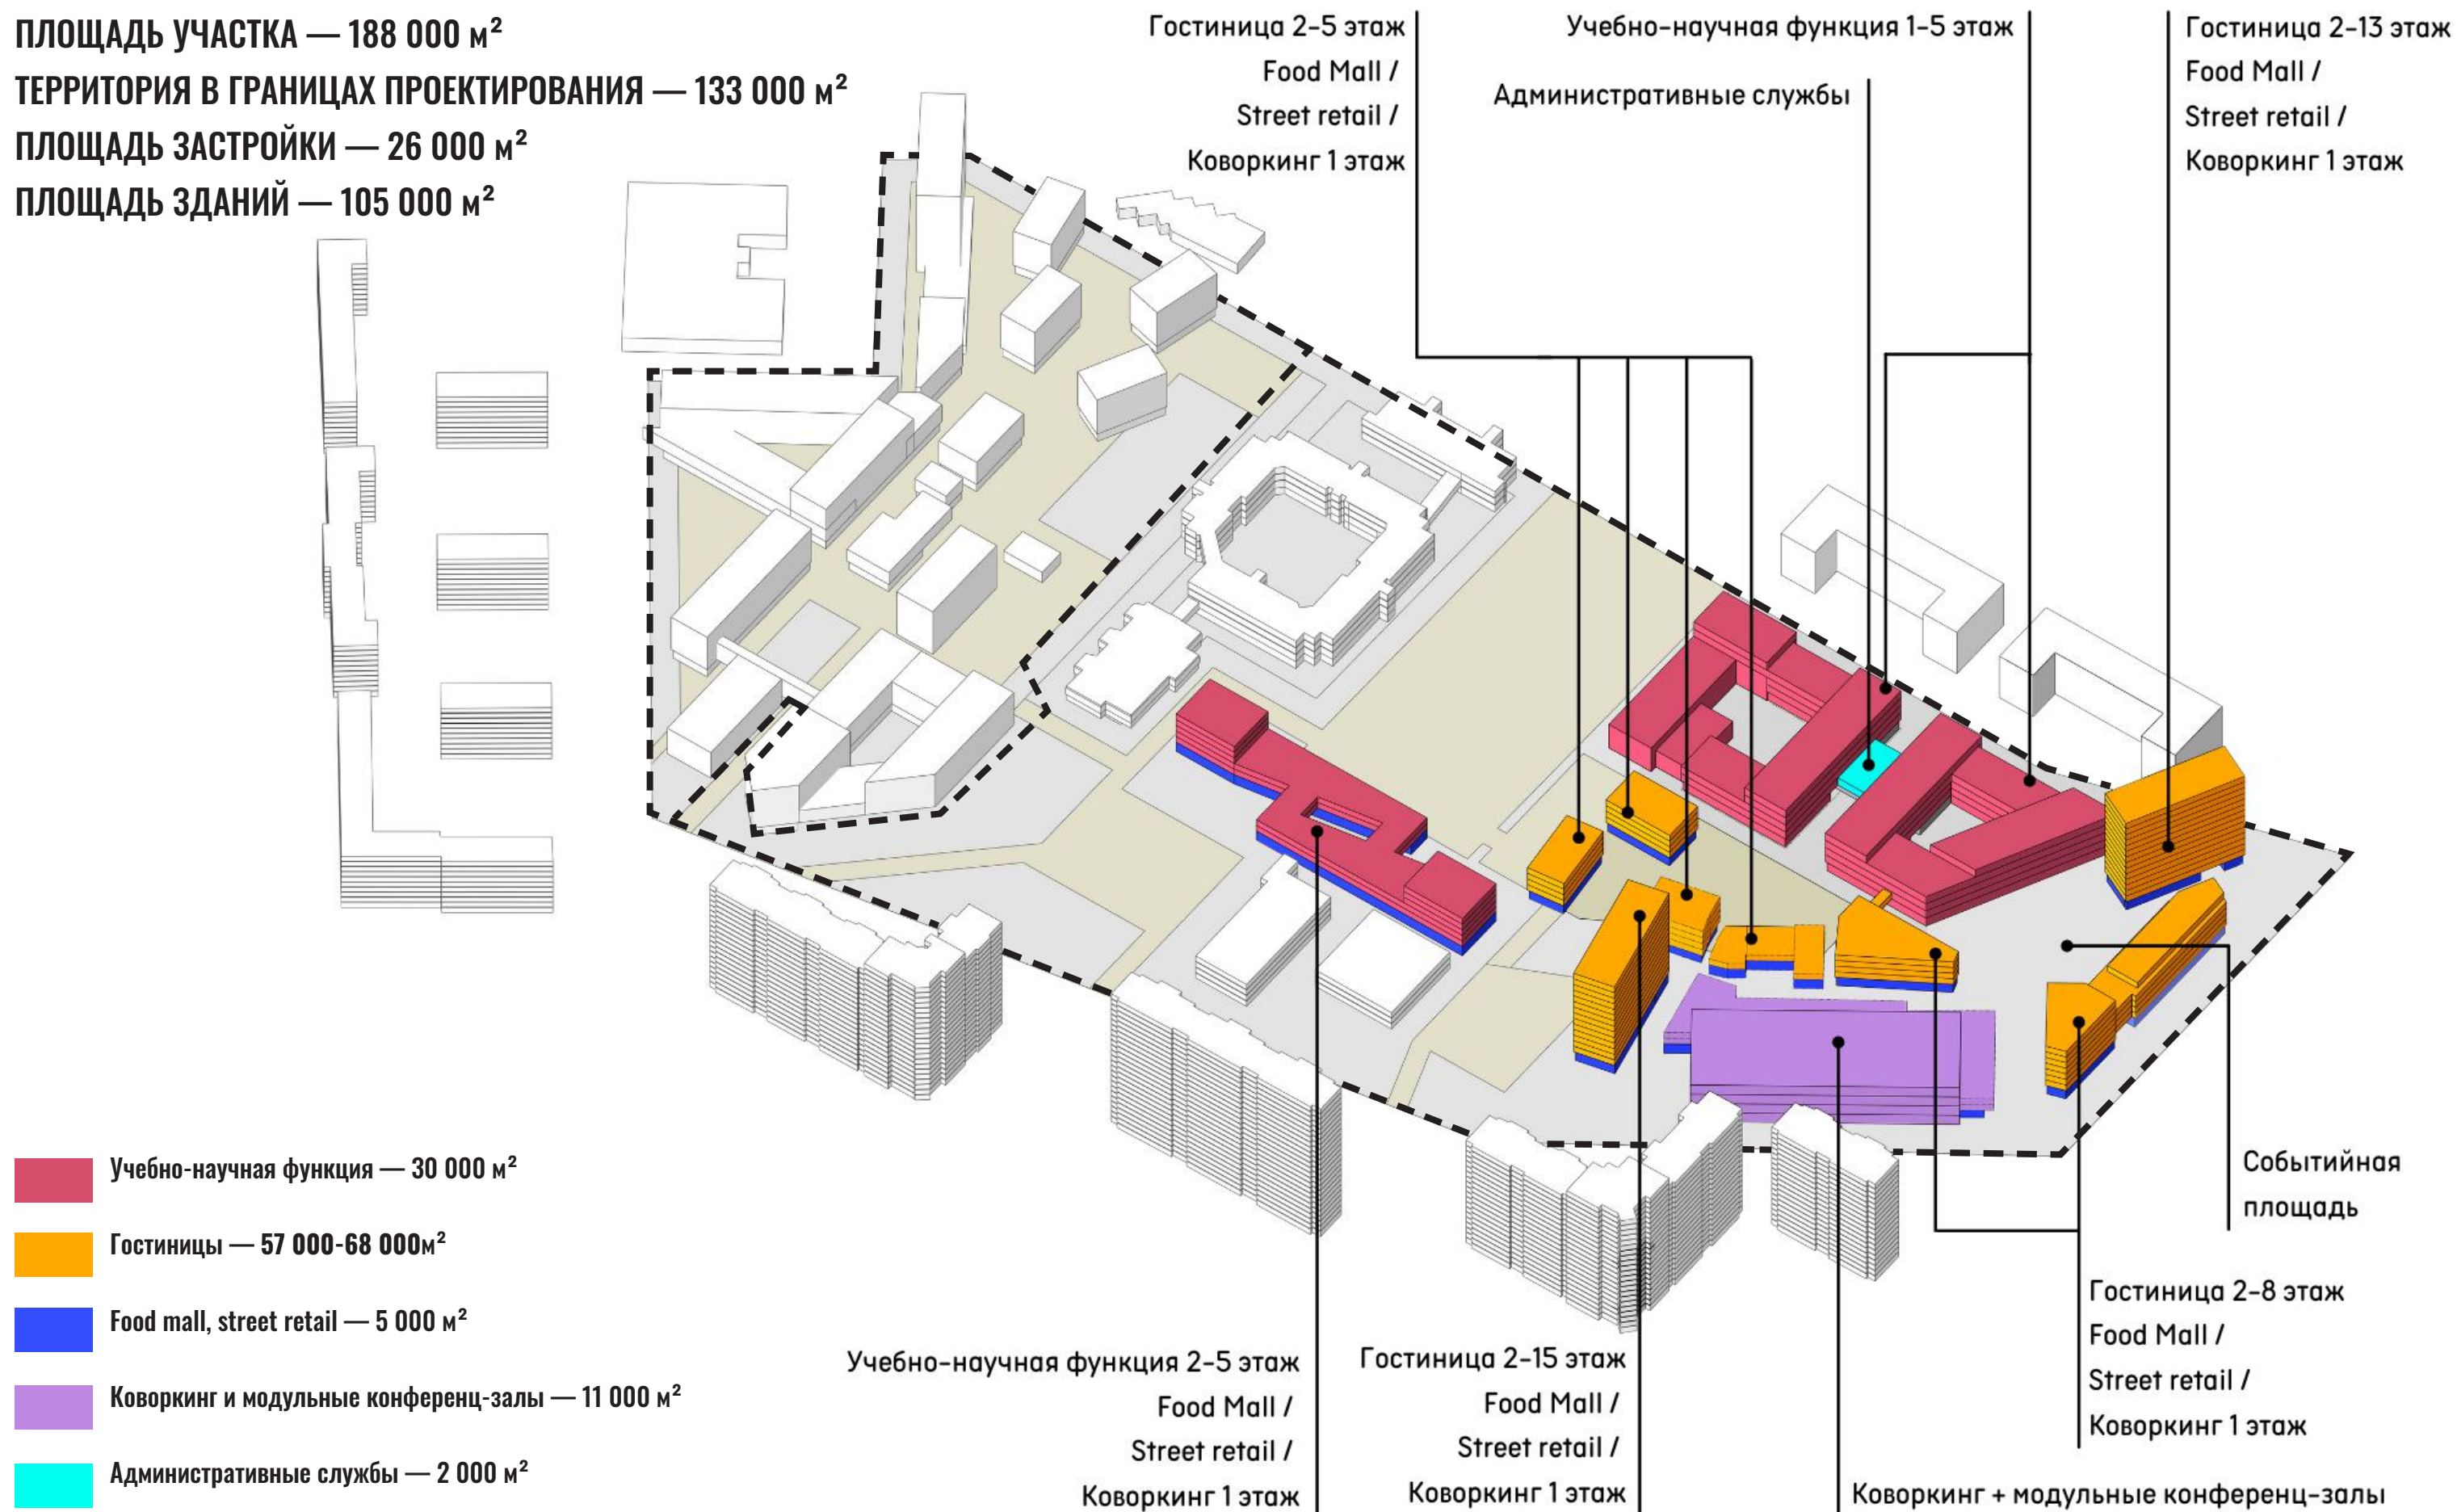 ПЛОЩАДЬ УЧАСТКА — 188 000 м²
ТЕРРИТОРИЯ В ГРАНИЦАХ ПРОЕКТИРОВАНИЯ — 133 000 м²
ПЛОЩАДЬ ЗАСТРОЙКИ — 26 000 м²
ПЛОЩАДЬ ЗДАНИЙ — 105 000 м²
Гостиница 2-5 этаж
Food Mall /
Street retail /
Коворкинг 1 этаж
Учебно-научная функция 1-5 этаж
Административные службы
Гостиница 2-13 этаж
Food Mall /
Street retail /
Коворкинг 1 этаж
Учебно-научная функция — 30 000 м²
Гостиницы — 57 000-68 000м²
Food mall, street retail — 5 000 м²
Коворкинг и модульные конференц-залы — 11 000 м²
Административные службы — 2 000 м²
Учебно-научная функция 2-5 этаж
Food Mall /
Street retail /
Коворкинг 1 этаж
Гостиница 2-15 этаж
Food Mall /
Street retail /
Коворкинг 1 этаж
Событийная
площадь
Гостиница 2-8 этаж
Food Mall /
Street retail /
Коворкинг 1 этаж
Коворкинг + модульные конференц-залы